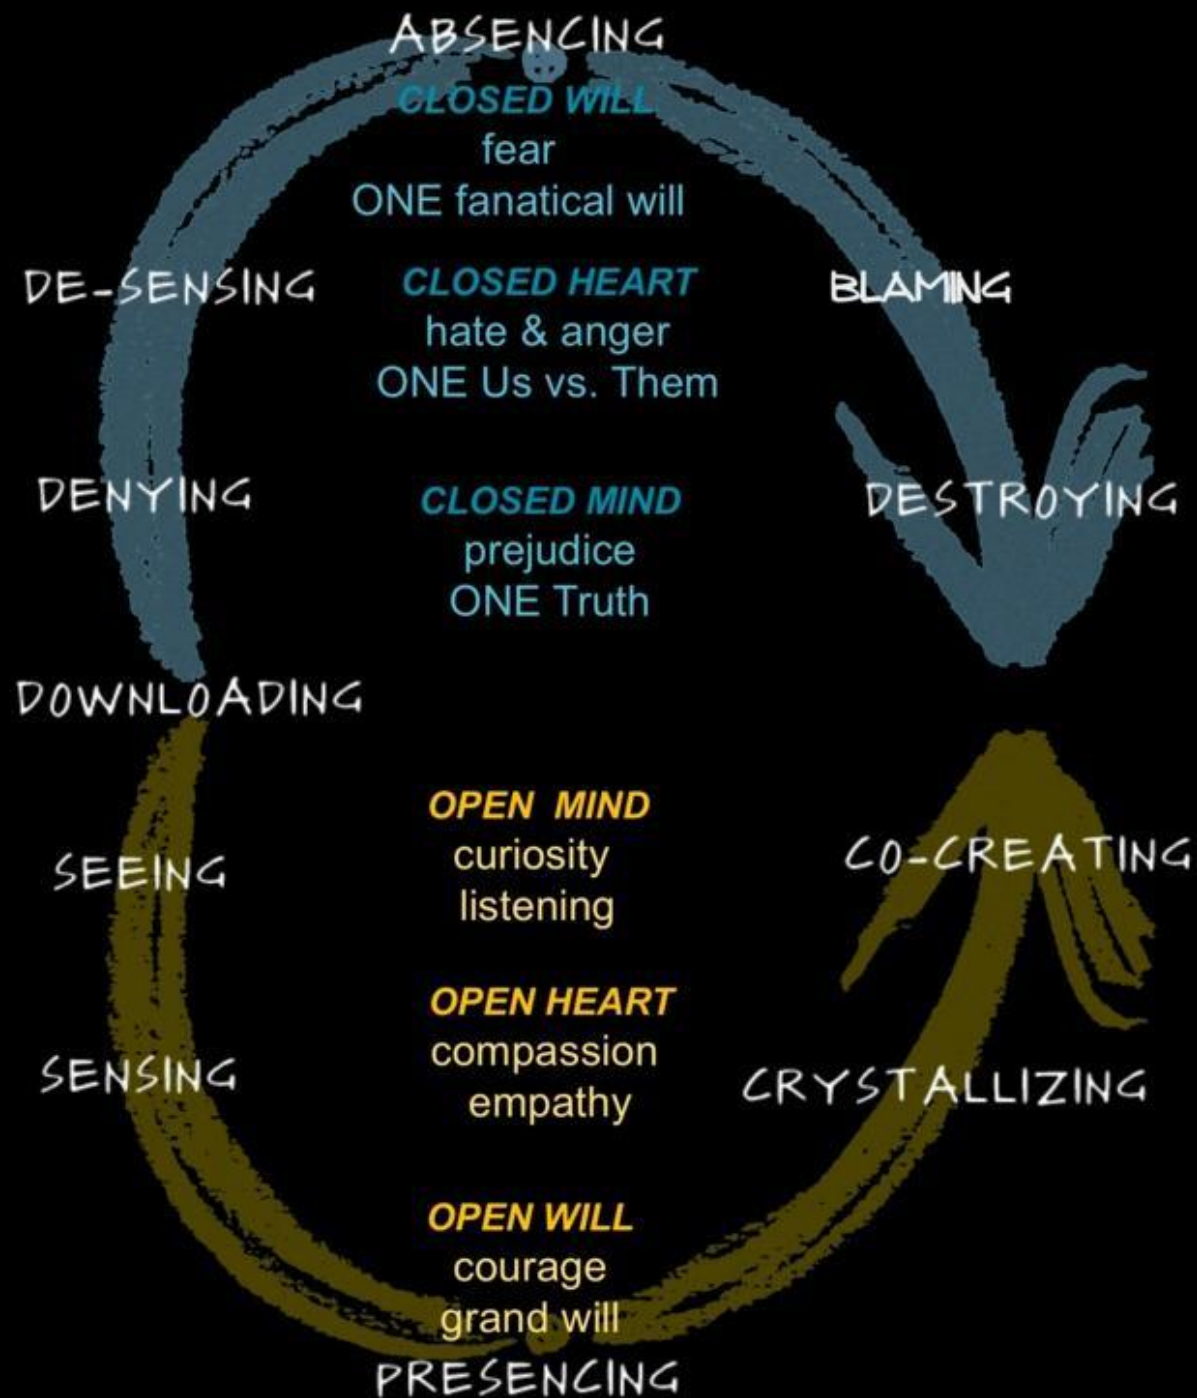 ABSENCING
CLOSED WILL
fear
ONE fanatical will
DE-SENSING
CLOSED HEART
hate & anger
ONE Us vs. Them
BLAMING
DENYING
CLOSED MIND
prejudice
ONE Truth
DESTROYING
DOWNLOADING
OPEN MIND
curiosity
listening
SEEING
CO-CREATING
OPEN HEART
compassion
empathy
SENSING
CRYSTALLIZING
OPEN WILL
courage
grand will
PRESENCING